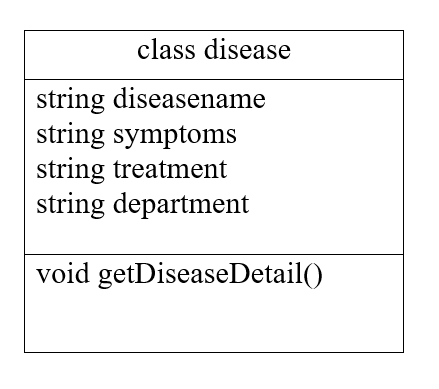 class disease
string diseasename
string symptoms
string treatment
string department
void getDiseaseDetail()